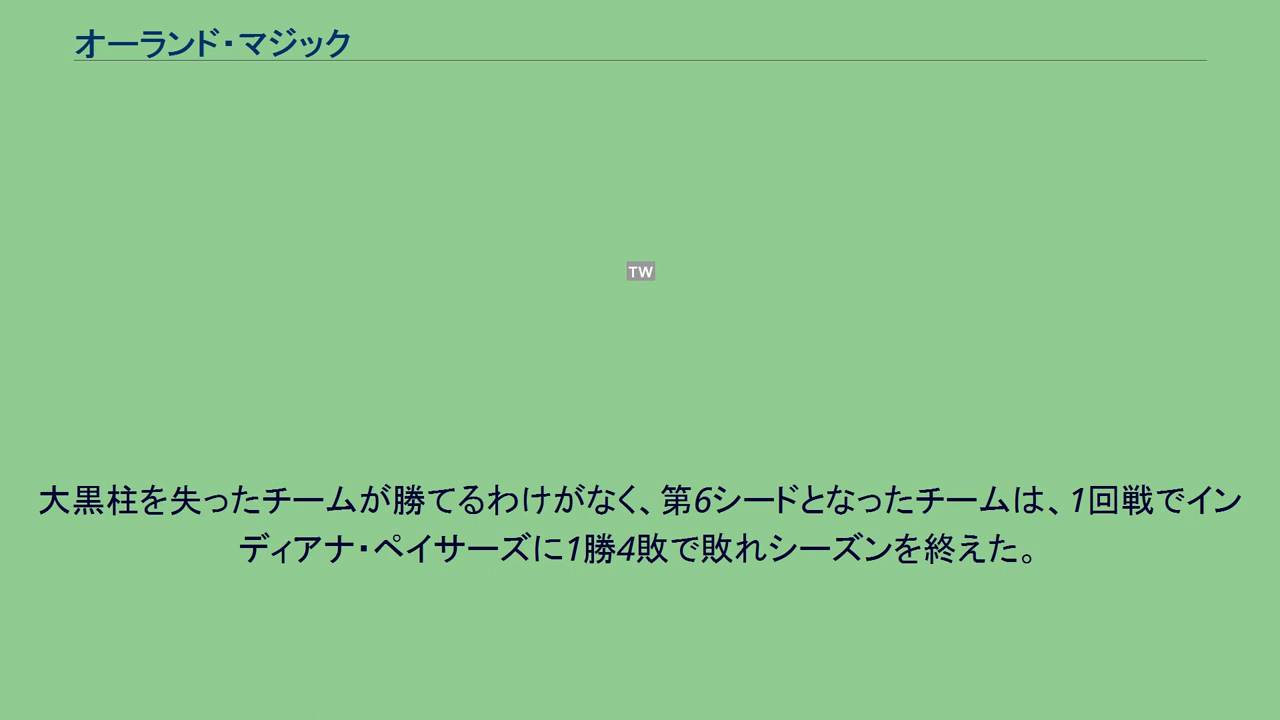 オーランド・マジック
TW
大黒柱を失ったチームが勝てるわけがなく、第6シードとなったチームは、1回戦でイン
ディアナ・ペイサーズに1勝4敗で敗れシーズンを終えた。